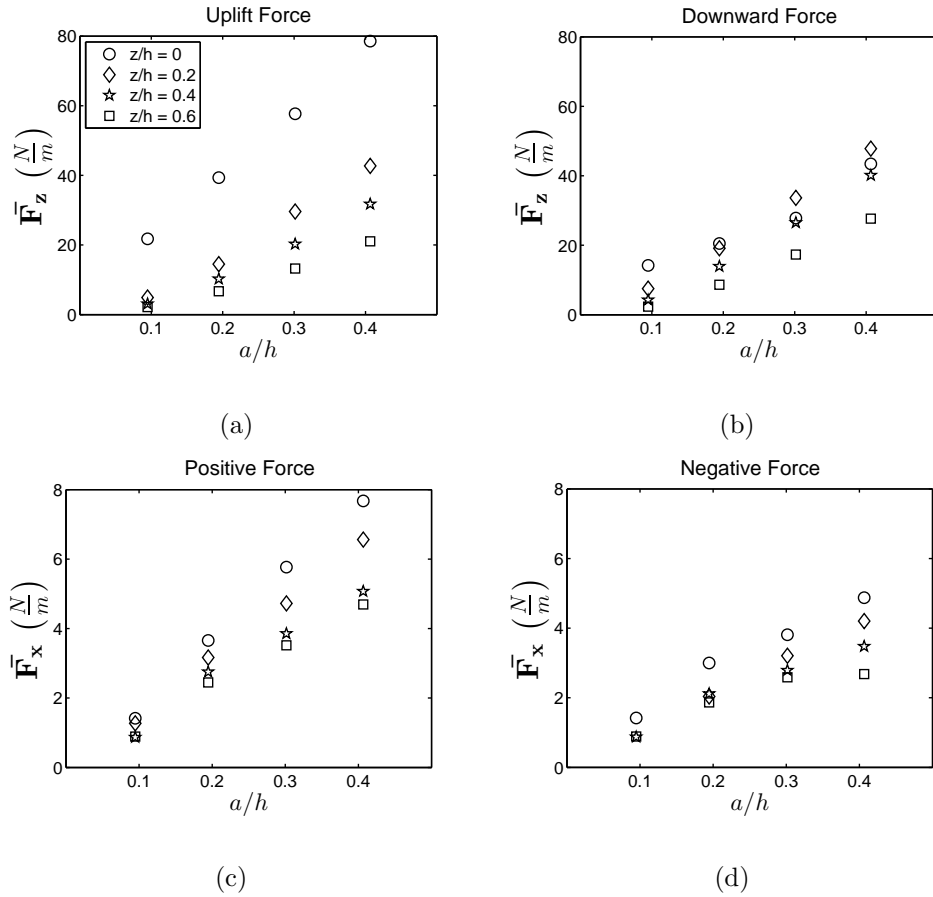 Uplift Force
80
60
40
20
0
z/h = 0
z/h = 0.2
z/h = 0.4
z/h = 0.6
F̄z (N/m)
0.1 0.2 0.3 0.4
a/h
(a)
Downward Force
80
60
40
20
0
F̄z (N/m)
0.1 0.2 0.3 0.4
a/h
(b)
Positive Force
8
6
4
2
0
F̄x (N/m)
0.1 0.2 0.3 0.4
a/h
(c)
Negative Force
8
6
4
2
0
F̄x (N/m)
0.1 0.2 0.3 0.4
a/h
(d)